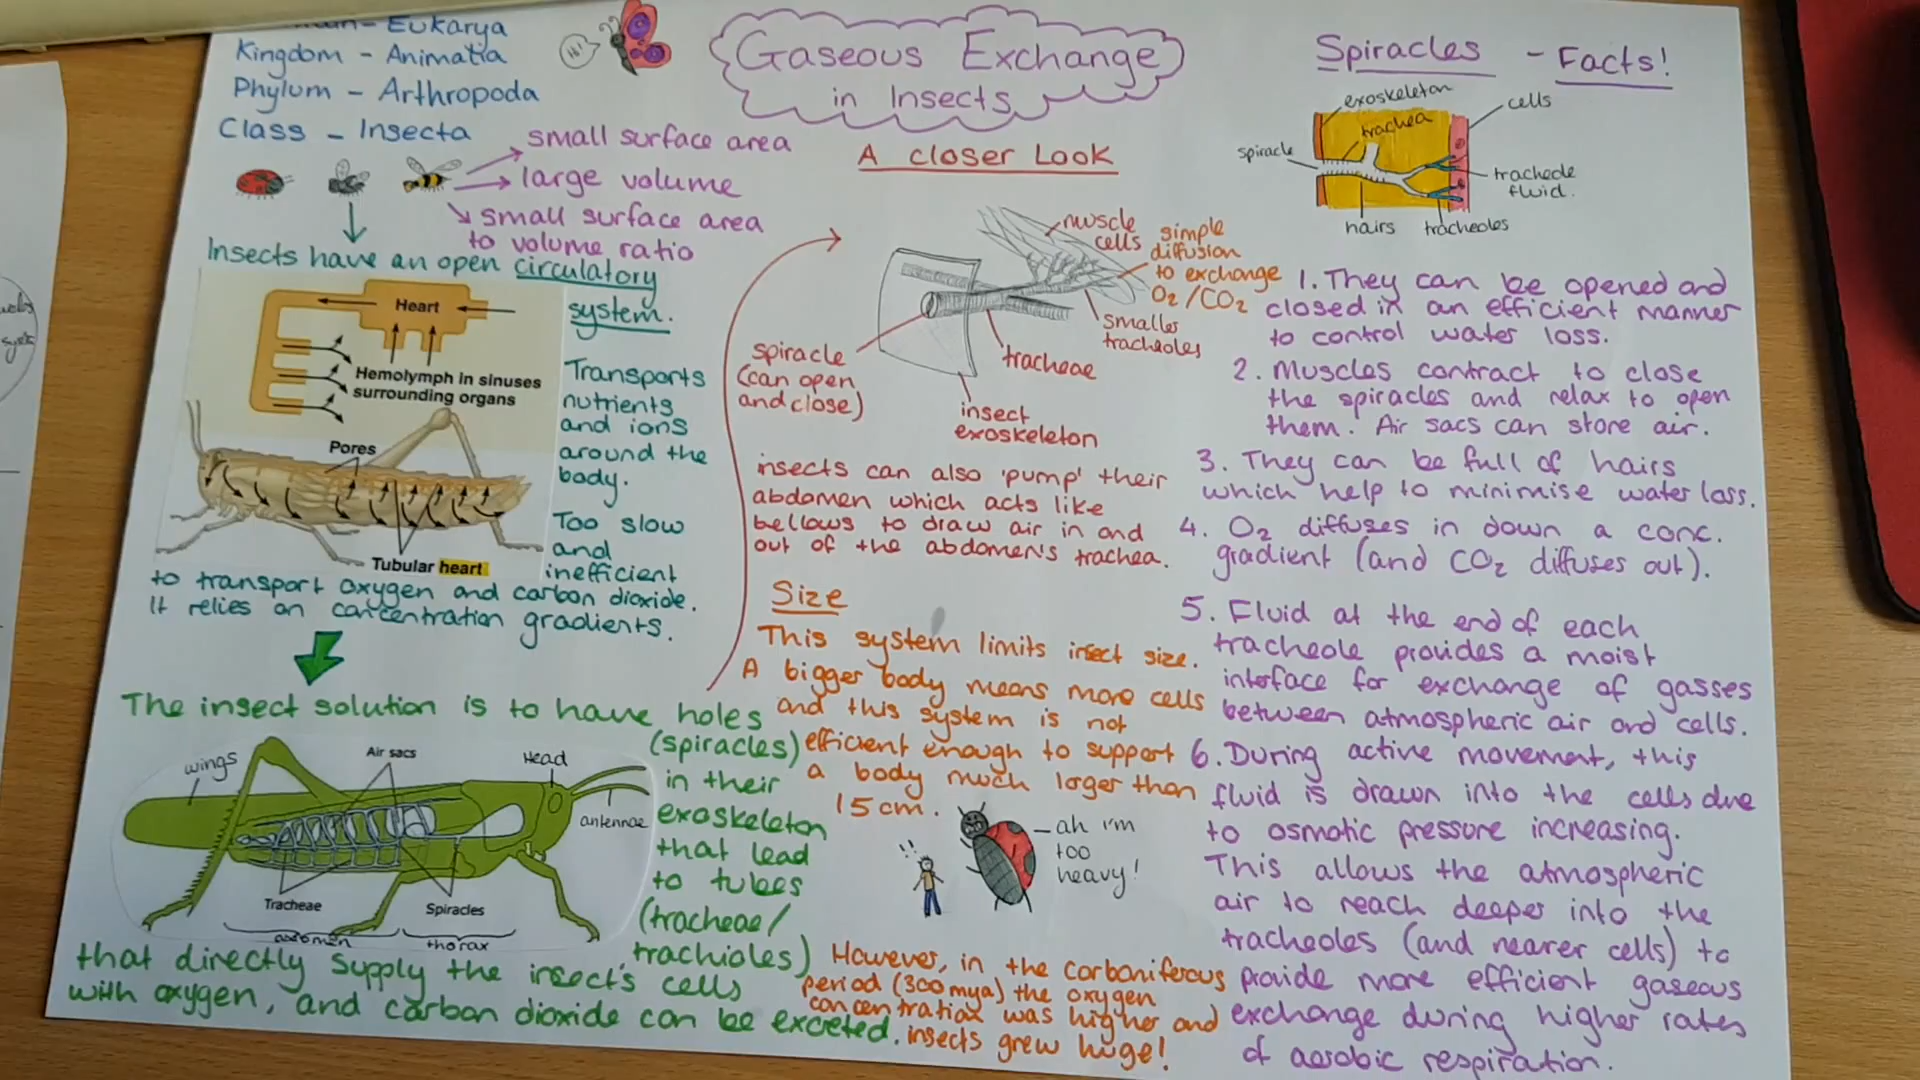 Eukarya
Kingdom - Animalia
Phylum - Arthropoda
Class - Insecta
Hi!
Gaseous Exchange
in Insects
small surface area
large volume
small surface area
to volume ratio
Insects have an open circulatory
system.
Heart
Hemolymph in sinuses
surrounding organs
Pores
Tubular heart
Transports
nutrients
and ions
around the
body.
Too slow
and
inefficient
to transport oxygen and carbon dioxide.
It relies on concentration gradients.
The insect solution is to have holes
(spiracles)
in their
exoskeleton
that lead
to tubes
(tracheae/
trachioles)
that directly supply the insect's cells
with oxygen, and carbon dioxide can be excreted.
wings
Air sacs
Head
antennae
Tracheae
Spiracles
abdomen
thorax
A closer Look
muscle
cells
simple
diffusion
to exchange
O2/CO2
smaller
tracheoles
tracheae
spiracle
(can open
and close)
insect
exoskeleton
insects can also 'pump' their
abdomen which acts like
bellows to draw air in and
out of the abdomen's trachea.
Size
This system limits insect size.
A bigger body means more cells
and this system is not
efficient enough to support
a body much larger than
15cm.
!!
ah i'm
too
heavy!
However, in the carboniferous
period (300mya) the oxygen
concentration was higher and
insects grew huge!
Spiracles - Facts!
exoskeleton
cells
trachea
spiracle
tracheole
fluid.
hairs
tracheoles
1. They can be opened and
closed in an efficient manner
to control water loss.
2. Muscles contract to close
the spiracles and relax to open
them. Air sacs can store air.
3. They can be full of hairs
which help to minimise water loss.
4. O2 diffuses in down a conc.
gradient (and CO2 diffuses out).
5. Fluid at the end of each
tracheole provides a moist
interface for exchange of gasses
between atmospheric air and cells.
6. During active movement, this
fluid is drawn into the cells due
to osmotic pressure increasing.
This allows the atmospheric
air to reach deeper into the
tracheoles (and nearer cells) to
provide more efficient gaseous
exchange during higher rates
of aerobic respiration.